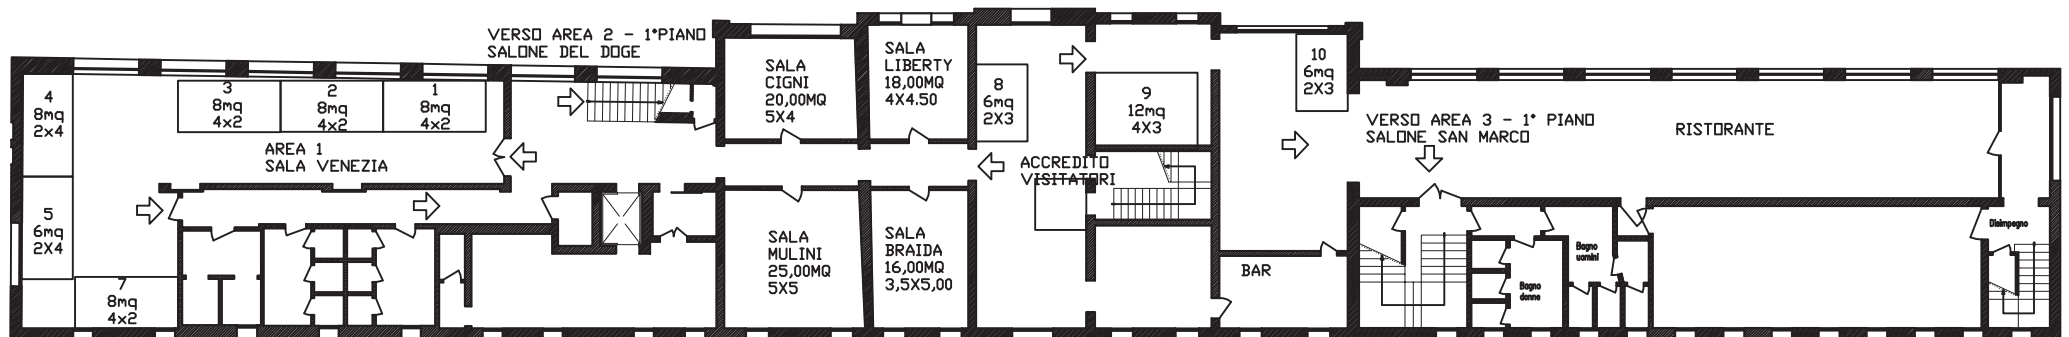 VERSO AREA 2 - 1°PIANO
SALONE DEL DOGE
4
8mq
2x4
3
8mq
4x2
2
8mq
4x2
1
8mq
4x2
AREA 1
SALA VENEZIA
5
6mq
2X4
7
8mq
4x2
SALA
CIGNI
20,00MQ
5X4
SALA
LIBERTY
18,00MQ
4X4.50
8
6mq
2X3
9
12mq
4X3
10
6mq
2X3
ACCREDITO
VISITATORI
SALA
MULINI
25,00MQ
5X5
SALA
BRAIDA
16,00MQ
3,5X5,00
BAR
VERSO AREA 3 - 1° PIANO
SALONE SAN MARCO
RISTORANTE
Bagno
uomini
Bagno
donne
Disimpegno